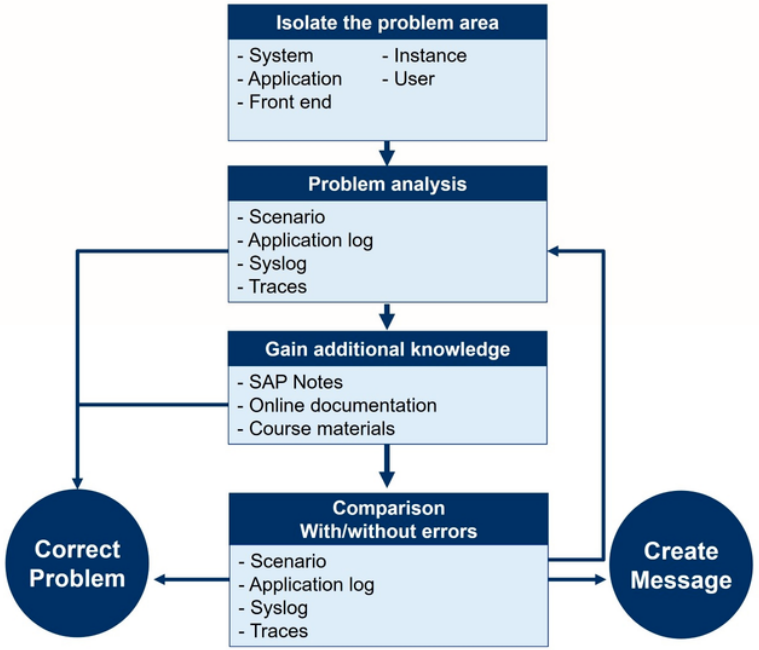 Isolate the problem area
- System
- Instance
- Application
- User
- Front end
Problem analysis
- Scenario
- Application log
- Syslog
- Traces
Gain additional knowledge
- SAP Notes
- Online documentation
- Course materials
Comparison
With/without errors
- Scenario
- Application log
- Syslog
- Traces
Correct
Problem
Create
Message